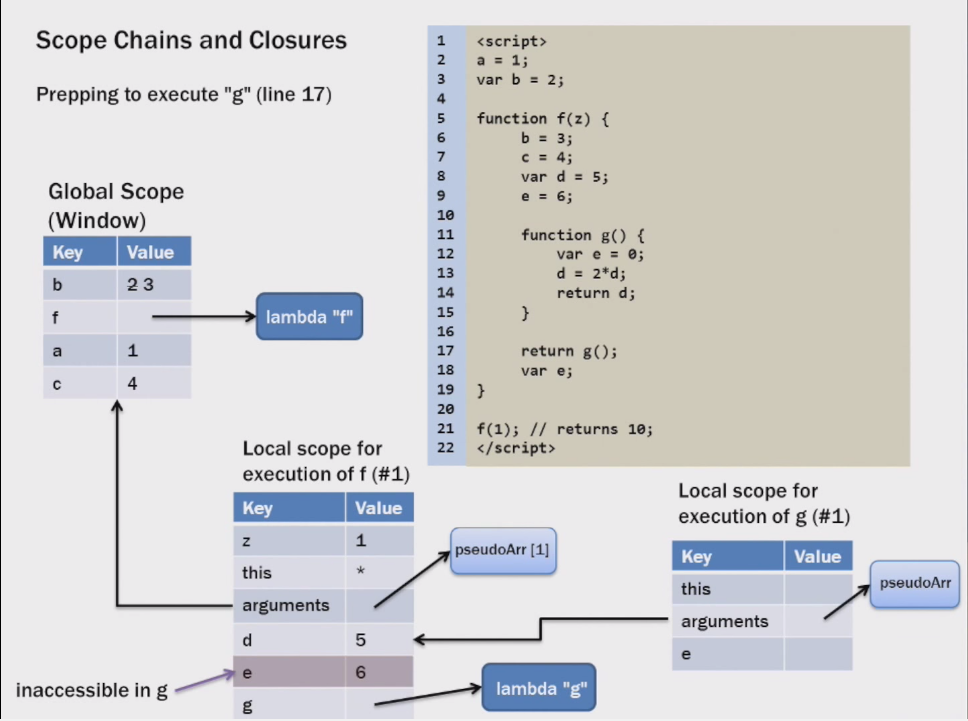 Scope Chains and Closures
Prepping to execute "g" (line 17)
1 <script>
2 a = 1;
3 var b = 2;
4
5 function f(z) {
6 b = 3;
7 c = 4;
8 var d = 5;
9 e = 6;
10
11 function g() {
12 var e = 0;
13 d = 2*d;
14 return d;
15 }
16
17 return g();
18 var e;
19 }
20
21 f(1); // returns 10;
22 </script>
Global Scope
(Window)
Key Value
b 2 3
f
lambda "f"
a 1
c 4
Local scope for
execution of f (#1)
Key Value
z 1
this *
arguments
pseudoArr [1]
d 5
e 6
g
lambda "g"
inaccessible in g
Local scope for
execution of g (#1)
Key Value
this
arguments
pseudoArr
e